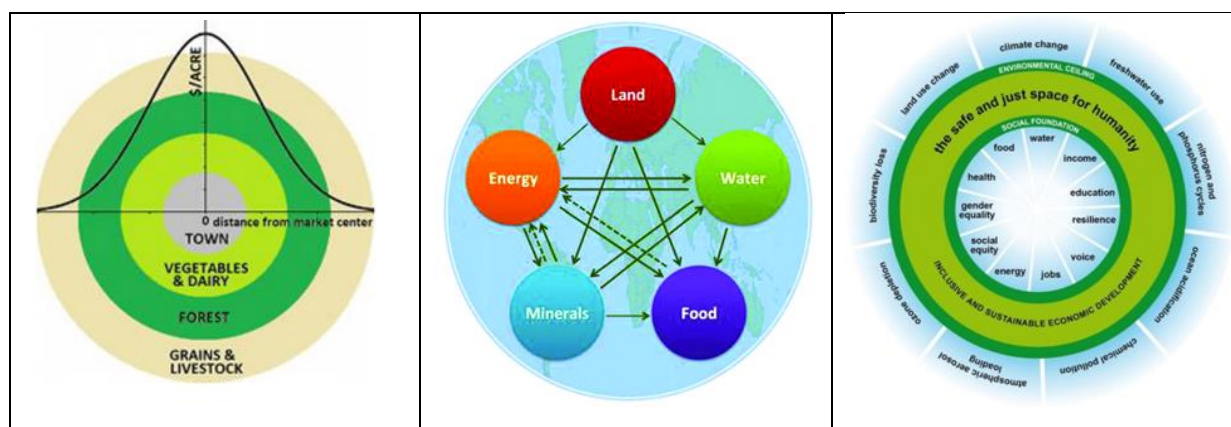 $/ACRE
0 distance from market center
TOWN
VEGETABLES
& DAIRY
FOREST
GRAINS &
LIVESTOCK
Land
Energy
Water
Minerals
Food
climate change
freshwater use
nitrogen and
phosphorus cycles
ocean acidification
chemical pollution
atmospheric aerosol
loading
ozone depletion
biodiversity loss
land use change
ENVIRONMENTAL CEILING
the safe and just space for humanity
SOCIAL FOUNDATION
water
income
education
resilience
voice
jobs
energy
social
equity
gender
equality
health
food
INCLUSIVE AND SUSTAINABLE ECONOMIC DEVELOPMENT